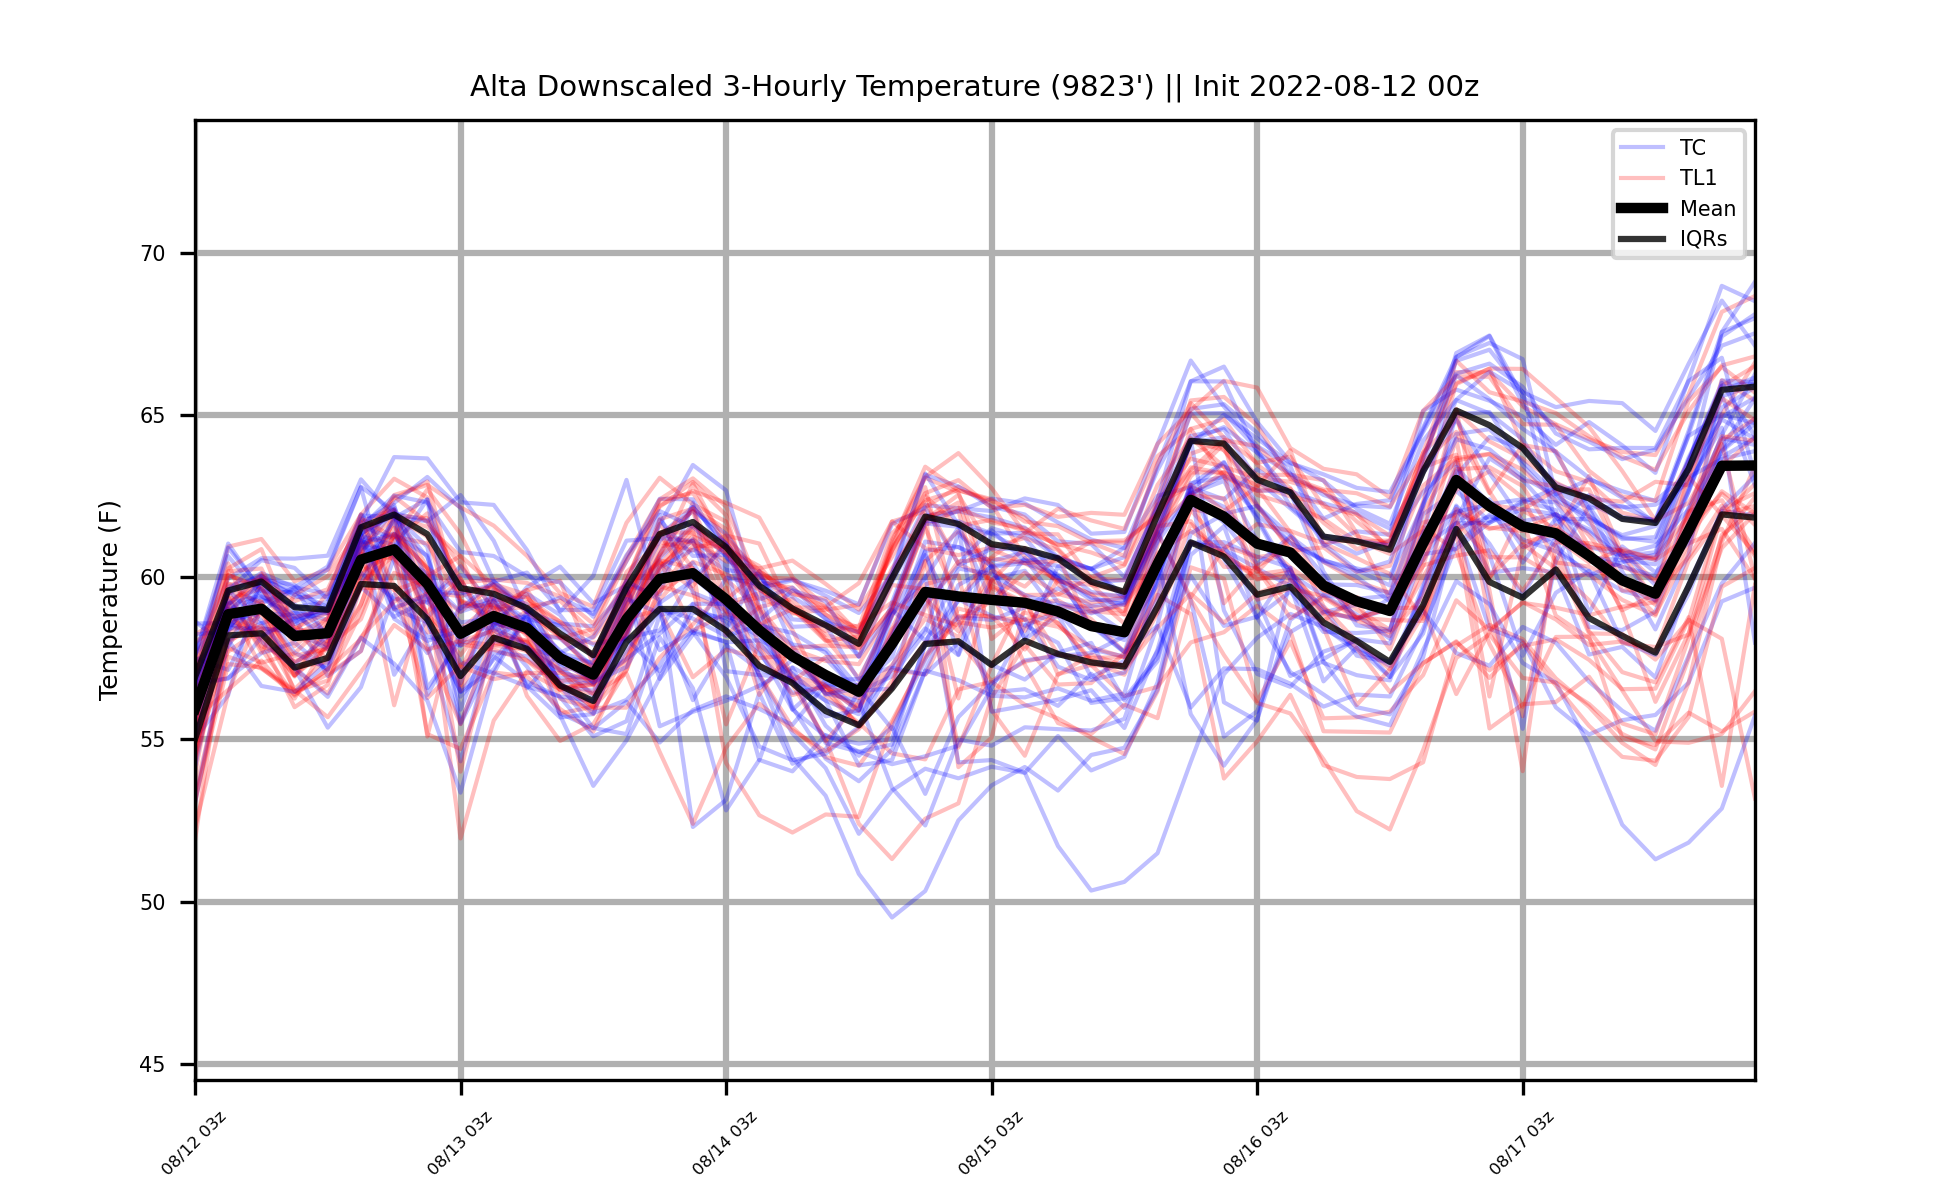 Alta Downscaled 3-Hourly Temperature (9823') || Init 2022-08-12 00z
TC
TL1
Mean
IQRs
Temperature (F)
70
65
60
55
50
45
08/12 03z
08/13 03z
08/14 03z
08/15 03z
08/16 03z
08/17 03z